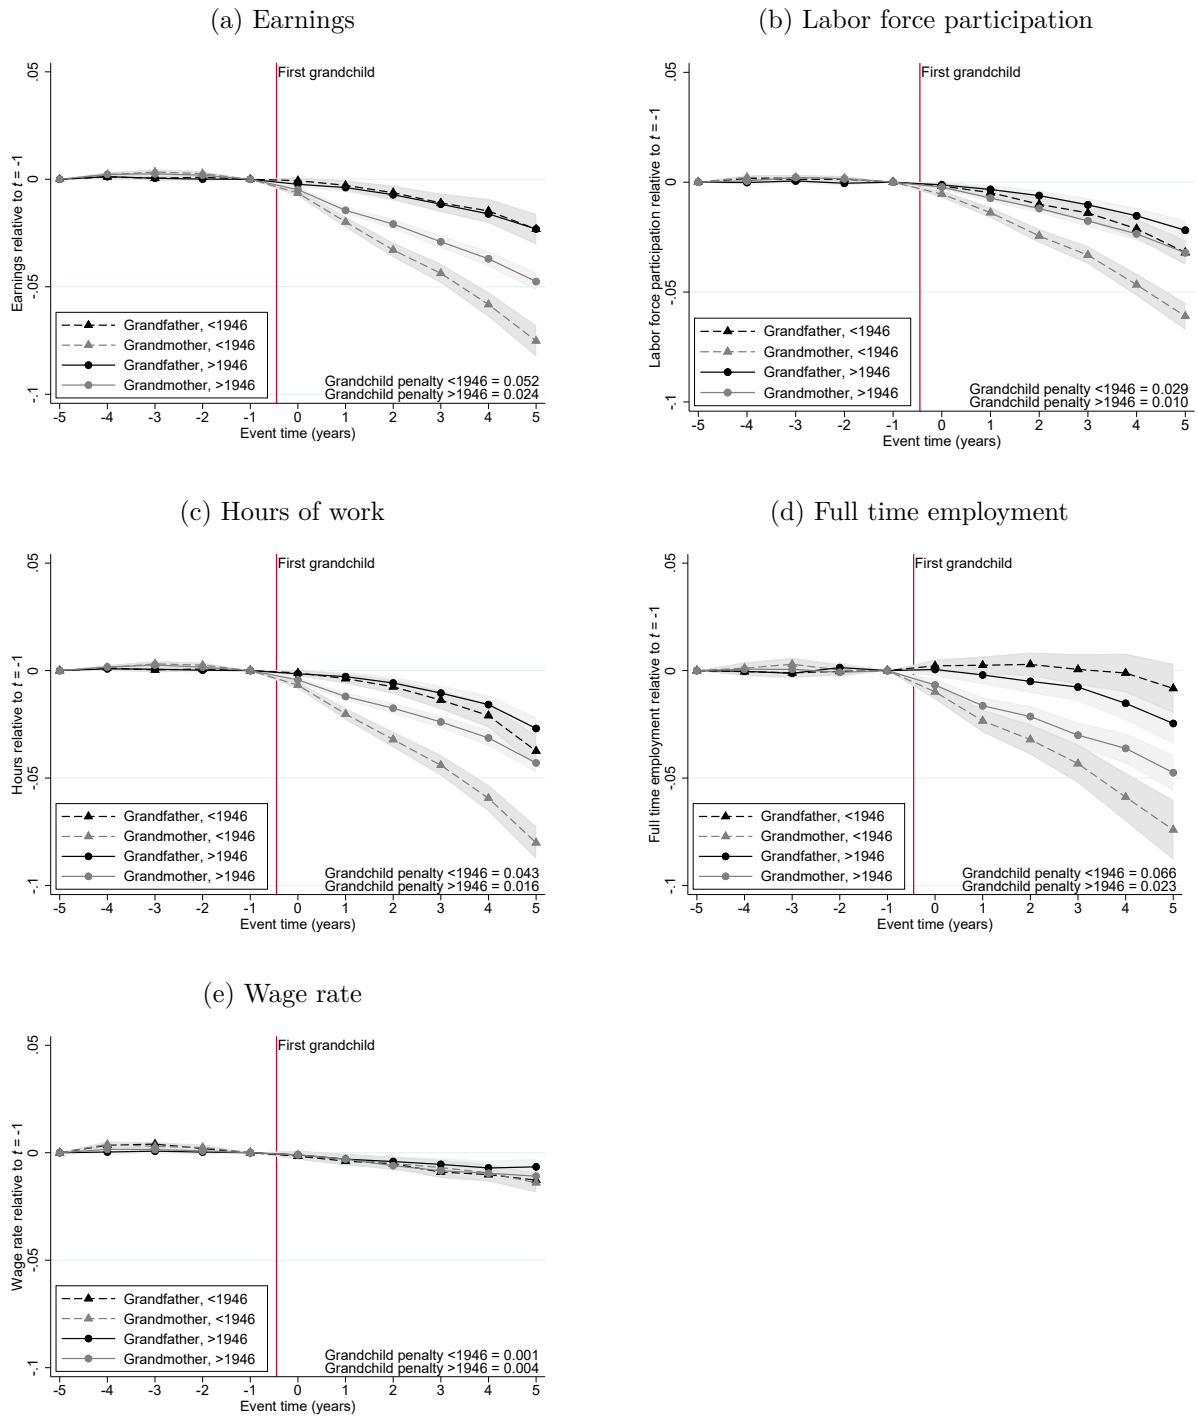 (a) Earnings
Earnings relative to t = -1
.05
0
-.05
-.1
First grandchild
Grandfather, <1946
Grandmother, <1946
Grandfather, >1946
Grandmother, >1946
Grandchild penalty <1946 = 0.052
Grandchild penalty >1946 = 0.024
-5 -4 -3 -2 -1 0 1 2 3 4 5
Event time (years)
(b) Labor force participation
Labor force participation relative to t = -1
.05
0
-.05
-.1
First grandchild
Grandfather, <1946
Grandmother, <1946
Grandfather, >1946
Grandmother, >1946
Grandchild penalty <1946 = 0.029
Grandchild penalty >1946 = 0.010
-5 -4 -3 -2 -1 0 1 2 3 4 5
Event time (years)
(c) Hours of work
Hours relative to t = -1
.05
0
-.05
-.1
First grandchild
Grandfather, <1946
Grandmother, <1946
Grandfather, >1946
Grandmother, >1946
Grandchild penalty <1946 = 0.043
Grandchild penalty >1946 = 0.016
-5 -4 -3 -2 -1 0 1 2 3 4 5
Event time (years)
(d) Full time employment
Full time employment relative to t = -1
.05
0
-.05
-.1
First grandchild
Grandfather, <1946
Grandmother, <1946
Grandfather, >1946
Grandmother, >1946
Grandchild penalty <1946 = 0.066
Grandchild penalty >1946 = 0.023
-5 -4 -3 -2 -1 0 1 2 3 4 5
Event time (years)
(e) Wage rate
Wage rate relative to t = -1
.05
0
-.05
-.1
First grandchild
Grandfather, <1946
Grandmother, <1946
Grandfather, >1946
Grandmother, >1946
Grandchild penalty <1946 = 0.001
Grandchild penalty >1946 = 0.004
-5 -4 -3 -2 -1 0 1 2 3 4 5
Event time (years)